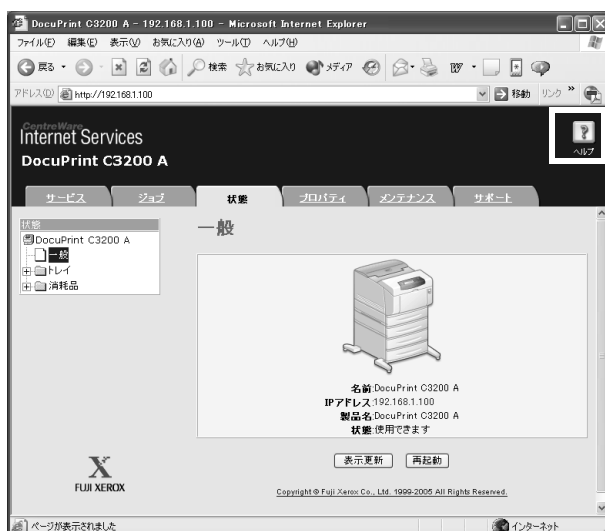 DocuPrint C3200 A - 192.168.1.100 - Microsoft Internet Explorer
ファイル(F) 編集(E) 表示(V) お気に入り(A) ツール(T) ヘルプ(H)
戻る 検索 お気に入り メディア
アドレス(D) http://192.168.1.100 移動 リンク »
CentreWare
Internet Services
DocuPrint C3200 A
ヘルプ
サービス ジョブ 状態 プロパティ メンテナンス サポート
状態
DocuPrint C3200 A
一般
トレイ
消耗品
一般
名前:DocuPrint C3200 A
IPアドレス:192.168.1.100
製品名:DocuPrint C3200 A
状態:使用できます
表示更新 再起動
FUJI XEROX
Copyright © Fuji Xerox Co., Ltd. 1999-2005 All Rights Reserved.
ページが表示されました インターネット